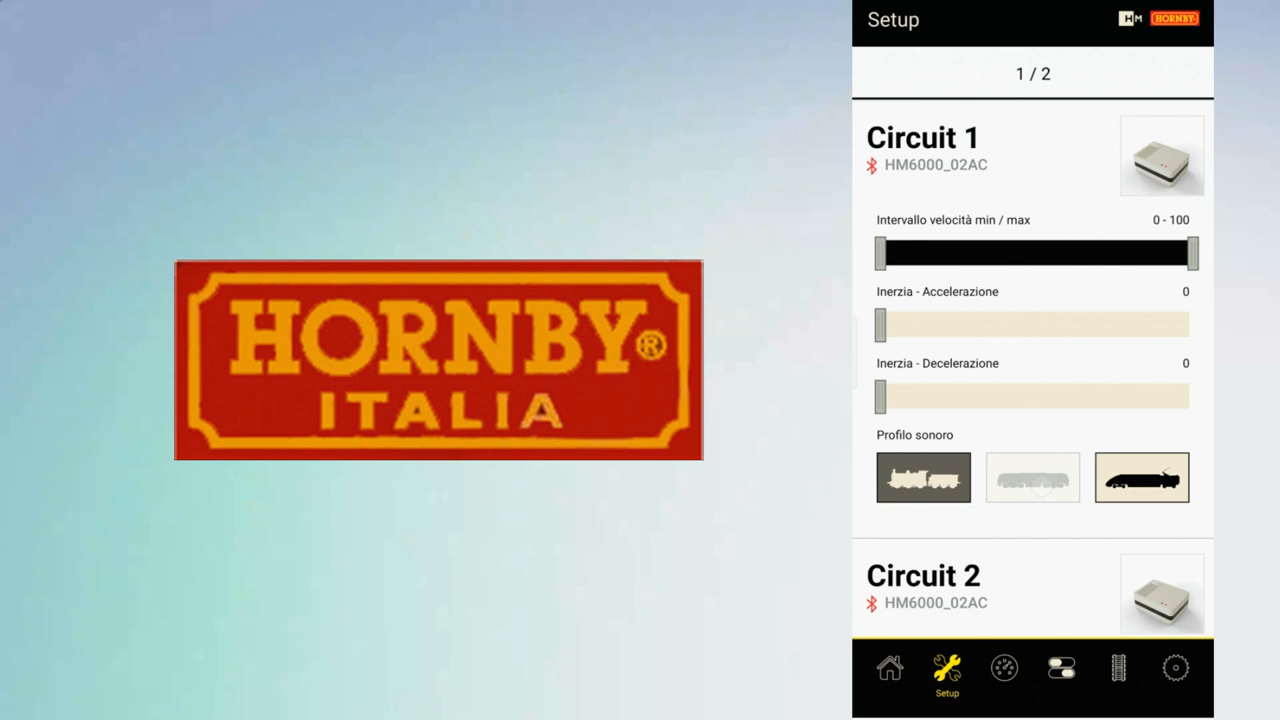 HORNBY®
ITALIA
Setup
HM HORNBY
1 / 2
Circuit 1
HM6000_02AC
Intervallo velocità min / max 0 - 100
Inerzia - Accelerazione 0
Inerzia - Decelerazione 0
Profilo sonoro
Circuit 2
HM6000_02AC
Setup